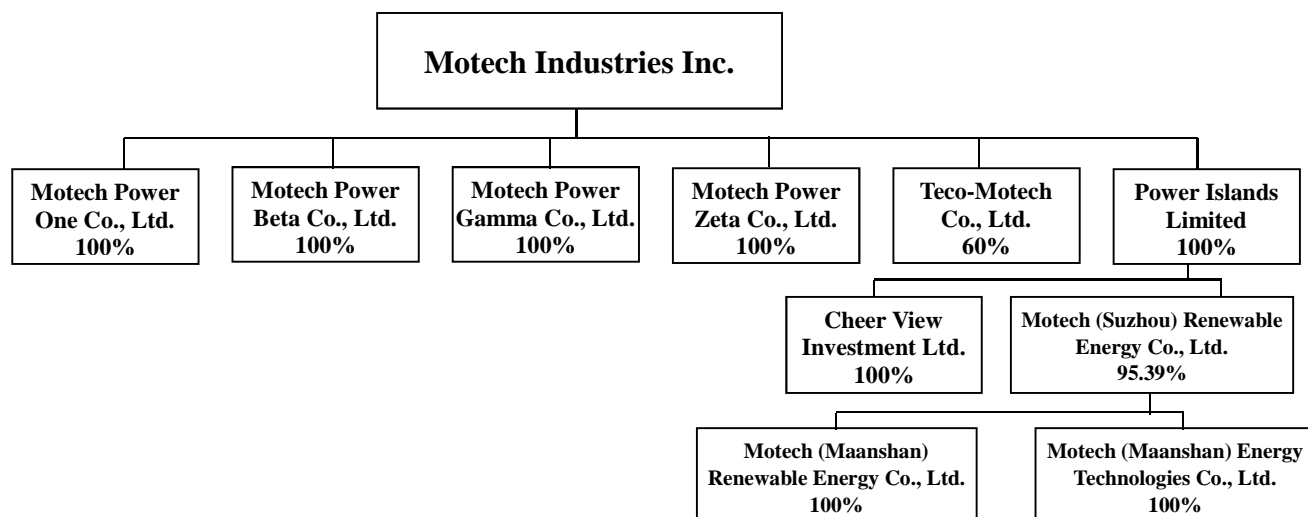 Motech Industries Inc.
Motech Power
One Co., Ltd.
100%
Motech Power
Beta Co., Ltd.
100%
Motech Power
Gamma Co., Ltd.
100%
Motech Power
Zeta Co., Ltd.
100%
Teco-Motech
Co., Ltd.
60%
Power Islands
Limited
100%
Cheer View
Investment Ltd.
100%
Motech (Suzhou) Renewable
Energy Co., Ltd.
95.39%
Motech (Maanshan)
Renewable Energy Co., Ltd.
100%
Motech (Maanshan) Energy
Technologies Co., Ltd.
100%